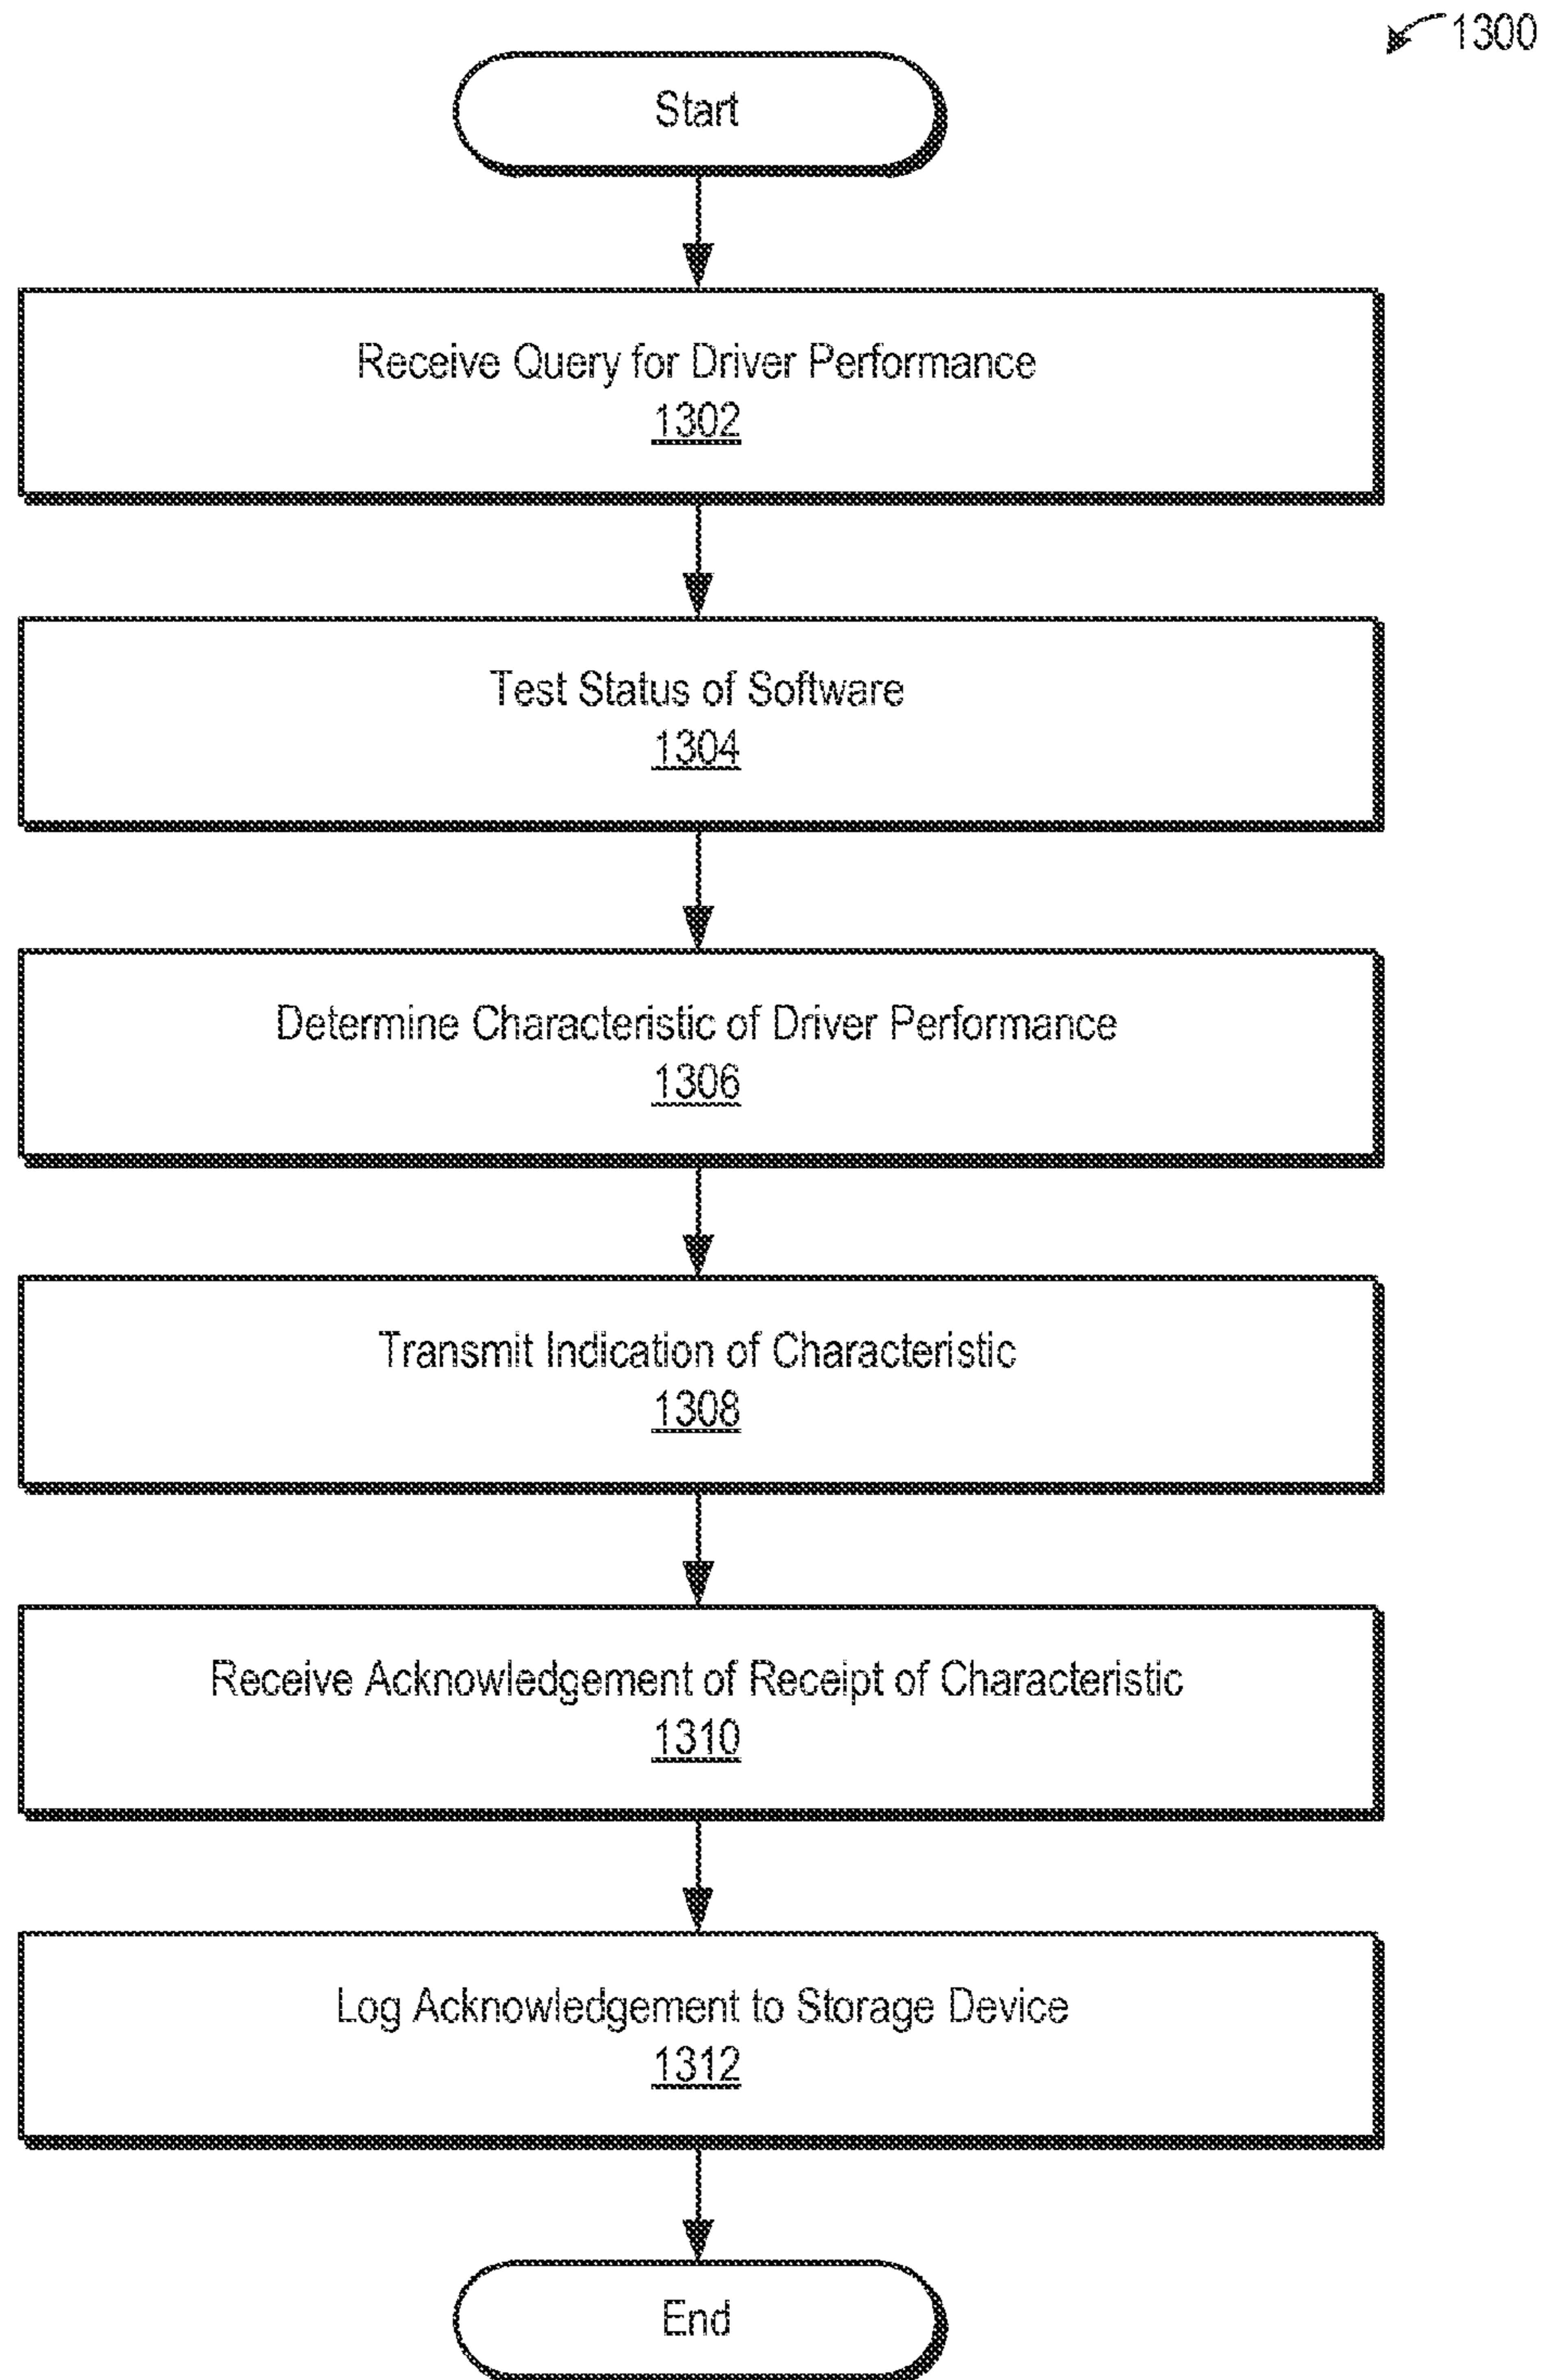 1300
Start
Receive Query for Driver Performance
1302
Test Status of Software
1304
Determine Characteristic of Driver Performance
1306
Transmit Indication of Characteristic
1308
Receive Acknowledgement of Receipt of Characteristic
1310
Log Acknowledgement to Storage Device
1312
End